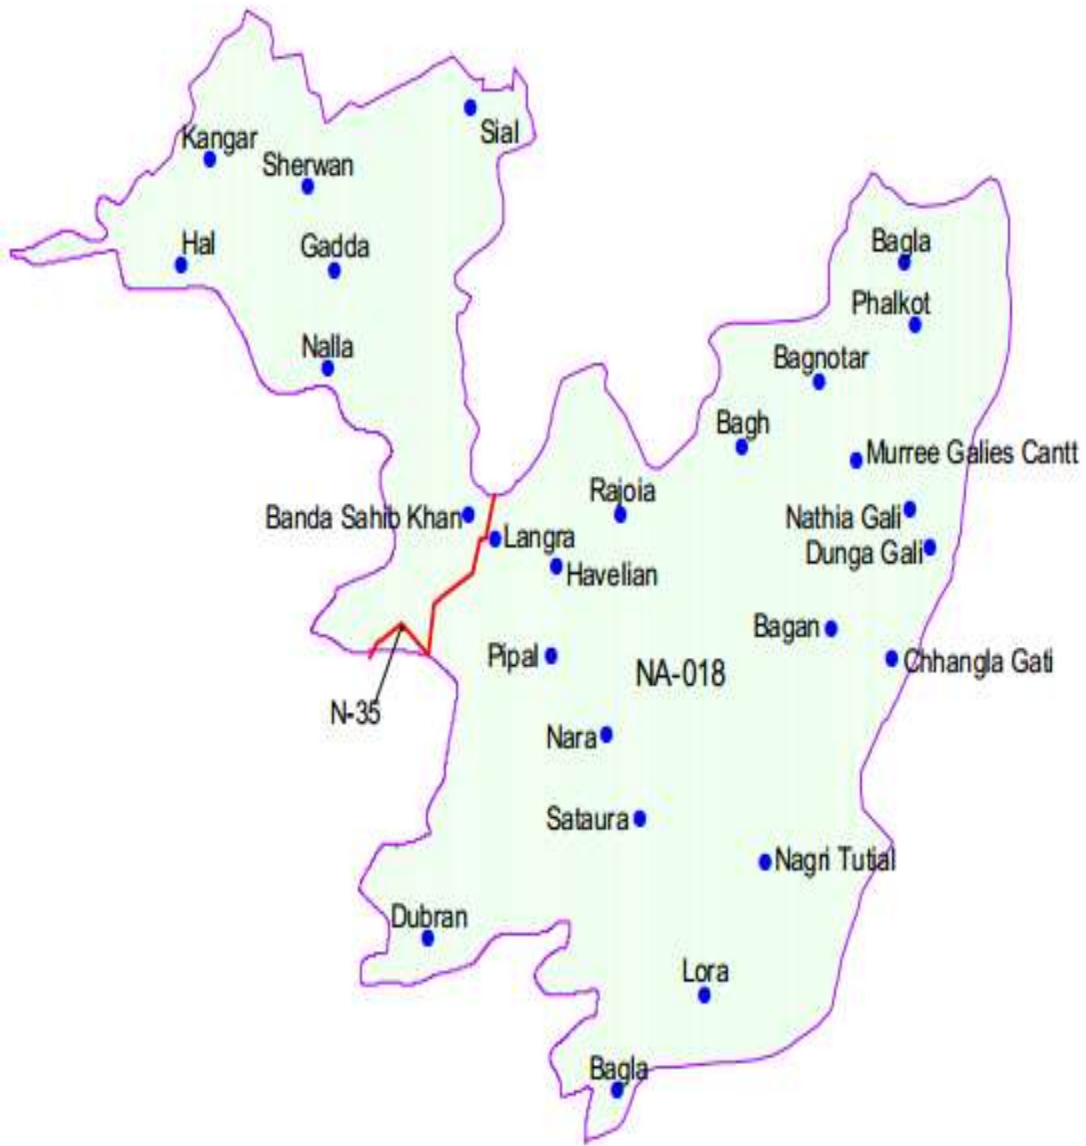 Sial
Kangar
Sherwan
Hal
Gadda
Bagla
Phalkot
Nalla
Bagnotar
Bagh
Murree Galies Cantt
Rajoia
Banda Sahib Khan
Nathia Gali
Langra
Dunga Gali
Havelian
Bagan
Pipal
Chhangla Gati
NA-018
N-35
Nara
Sataura
Nagri Tutial
Dubran
Lora
Bagla